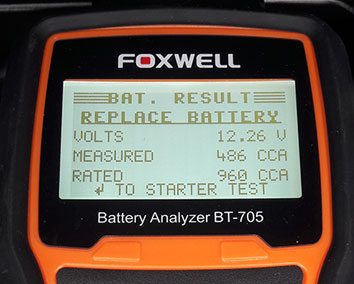 FOXWELL
BAT. RESULT
REPLACE BATTERY
VOLTS 12.26 V
MEASURED 486 CCA
RATED 960 CCA
↲ TO STARTER TEST
Battery Analyzer BT-705